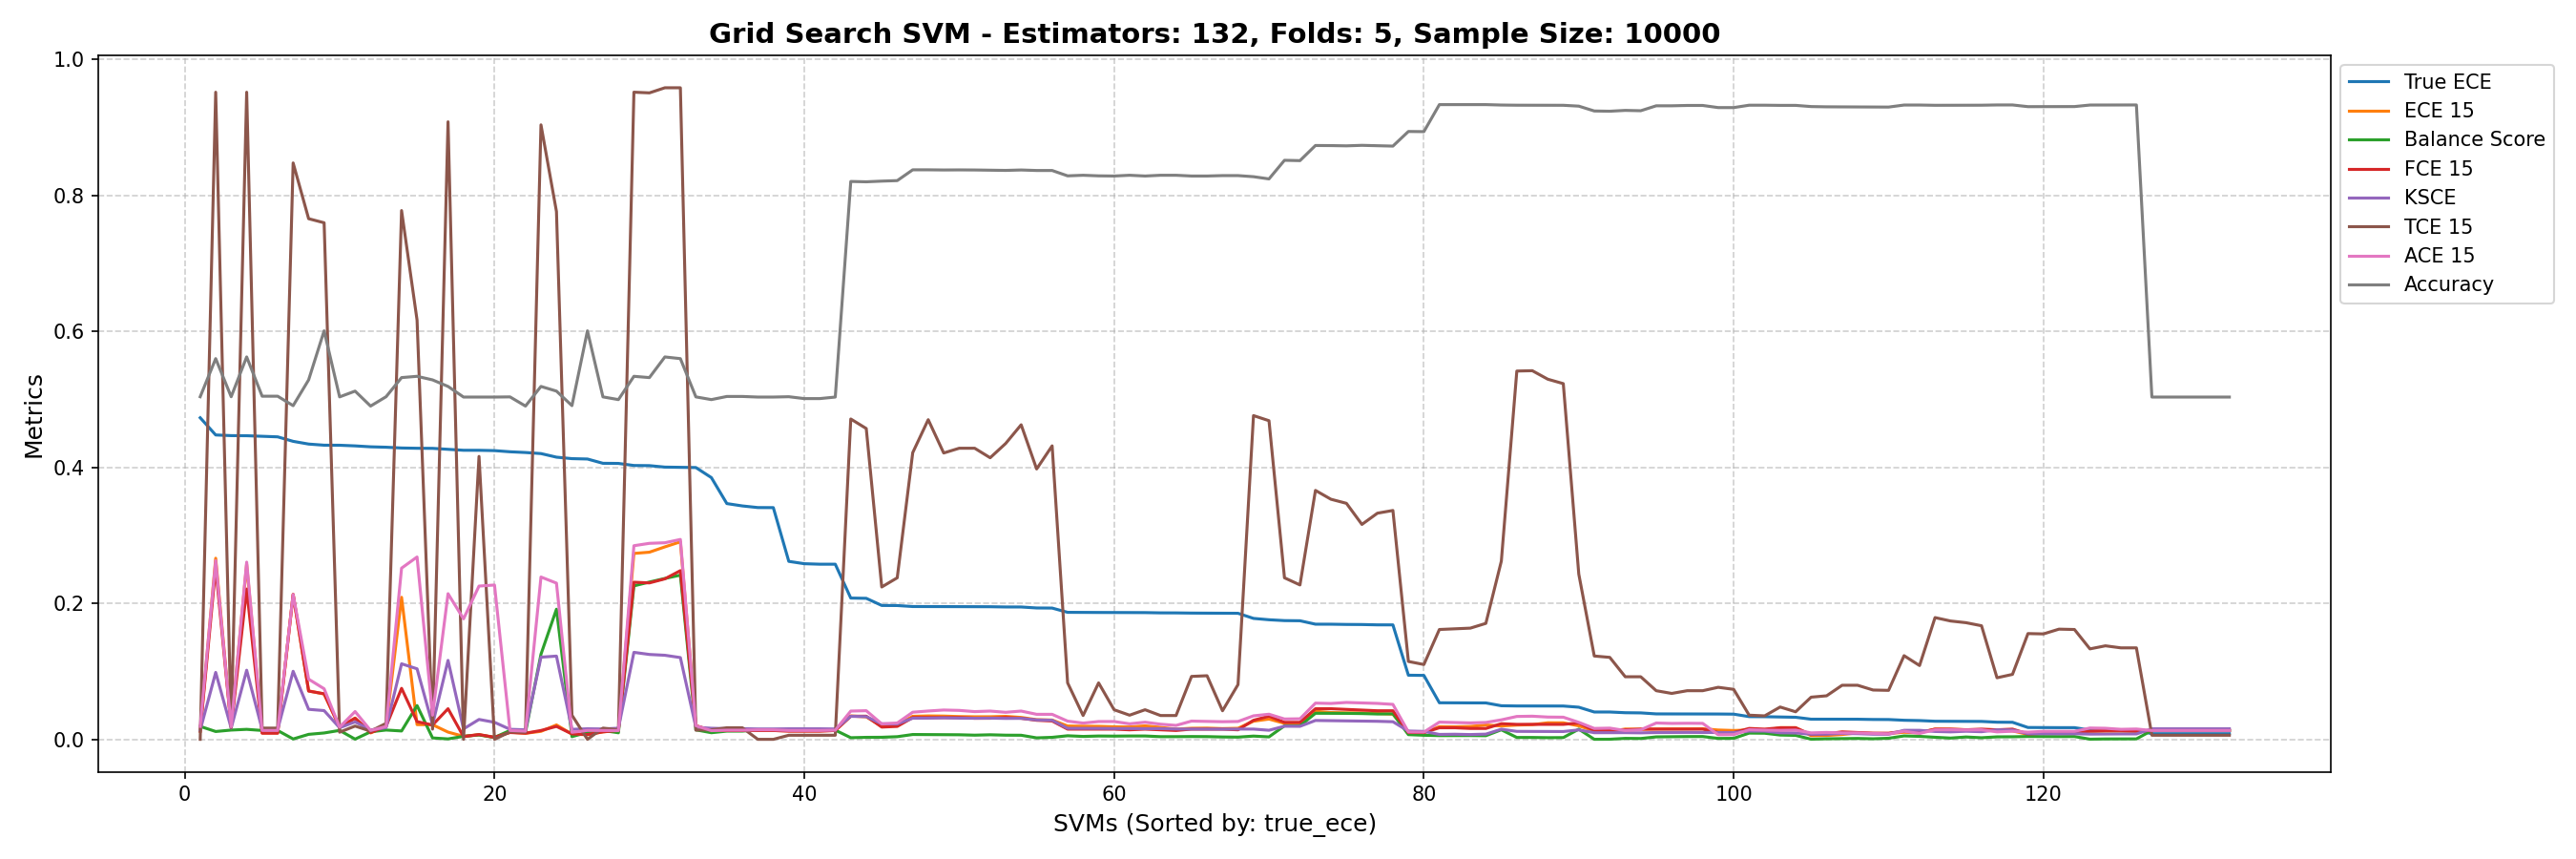 Grid Search SVM - Estimators: 132, Folds: 5, Sample Size: 10000
1.0
0.8
0.6
0.4
0.2
0.0
Metrics
0 20 40 60 80 100 120
SVMs (Sorted by: true_ece)
True ECE
ECE 15
Balance Score
FCE 15
KSCE
TCE 15
ACE 15
Accuracy